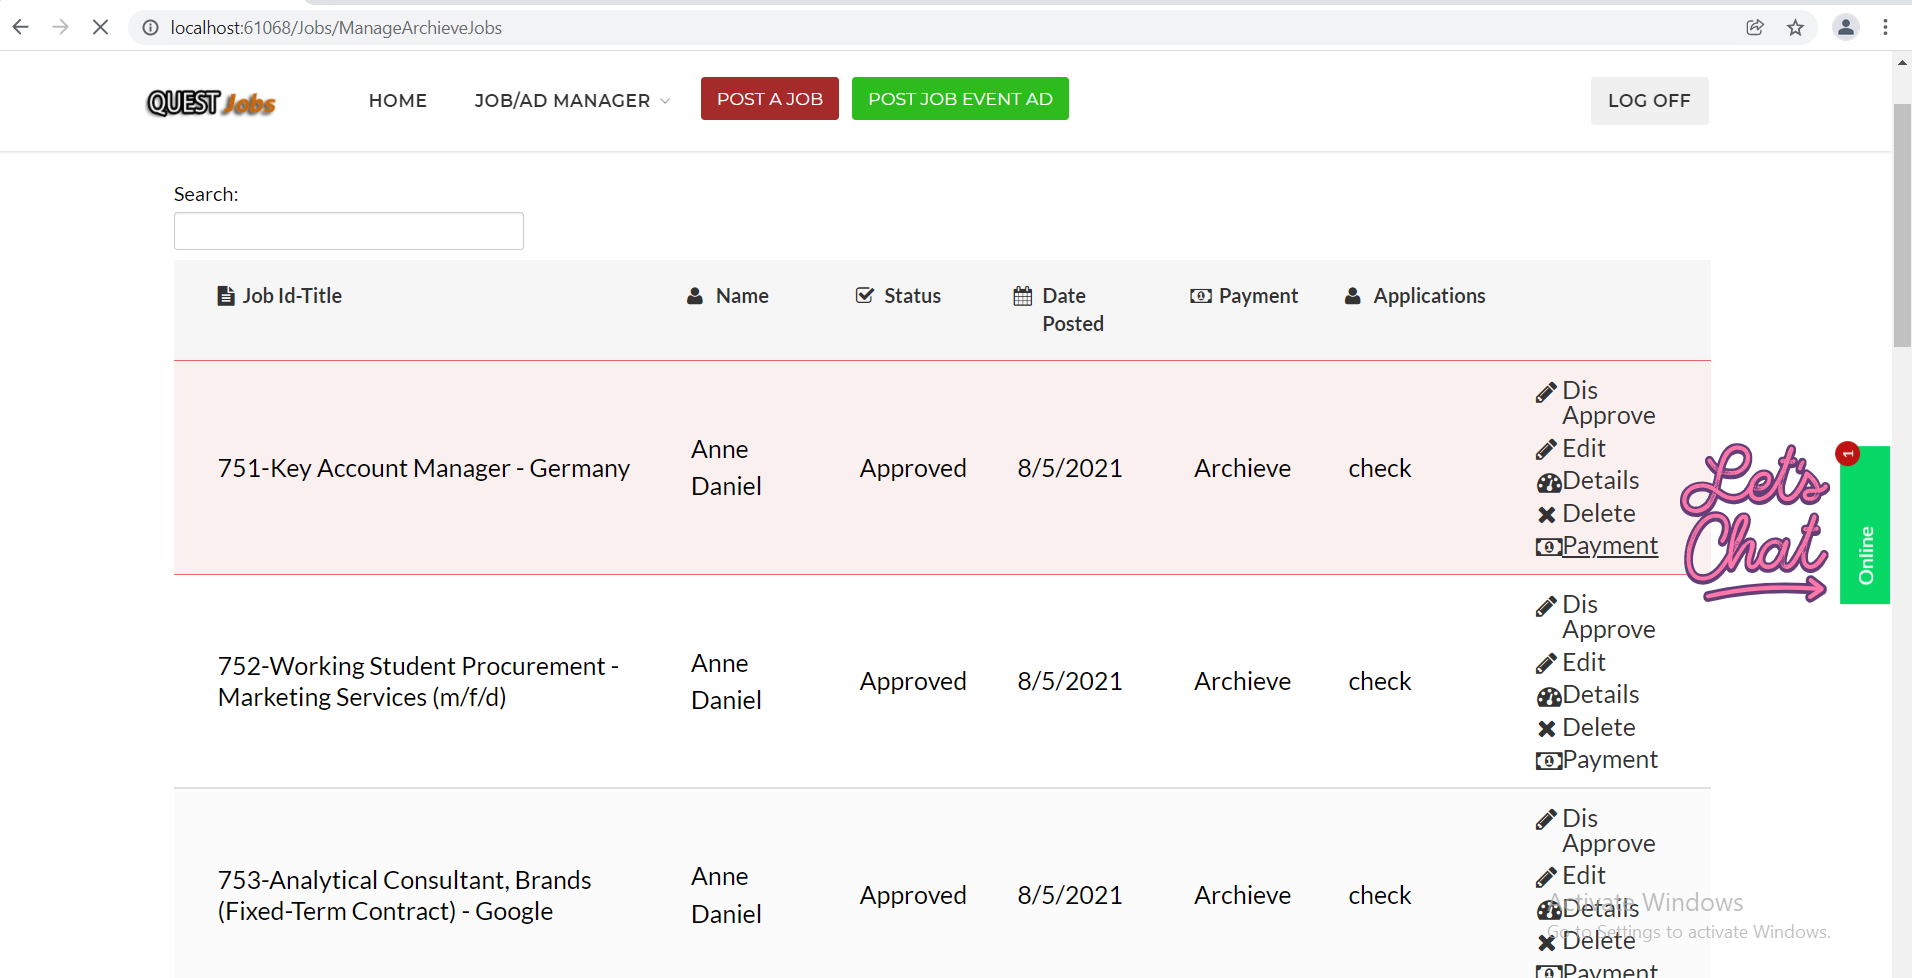 localhost:61068/Jobs/ManageArchieveJobs
QUEST Jobs
HOME
JOB/AD MANAGER
POST A JOB
POST JOB EVENT AD
LOG OFF
Search:
Job Id-Title
Name
Status
Date
Posted
Payment
Applications
751-Key Account Manager - Germany
Anne
Daniel
Approved
8/5/2021
Archieve
check
Dis
Approve
Edit
Details
Delete
Payment
Let's
Chat
1
Online
752-Working Student Procurement -
Marketing Services (m/f/d)
Anne
Daniel
Approved
8/5/2021
Archieve
check
Dis
Approve
Edit
Details
Delete
Payment
753-Analytical Consultant, Brands
(Fixed-Term Contract) - Google
Anne
Daniel
Approved
8/5/2021
Archieve
check
Dis
Approve
Edit
Details
Delete
Payment
Activate Windows
Go to Settings to activate Windows.